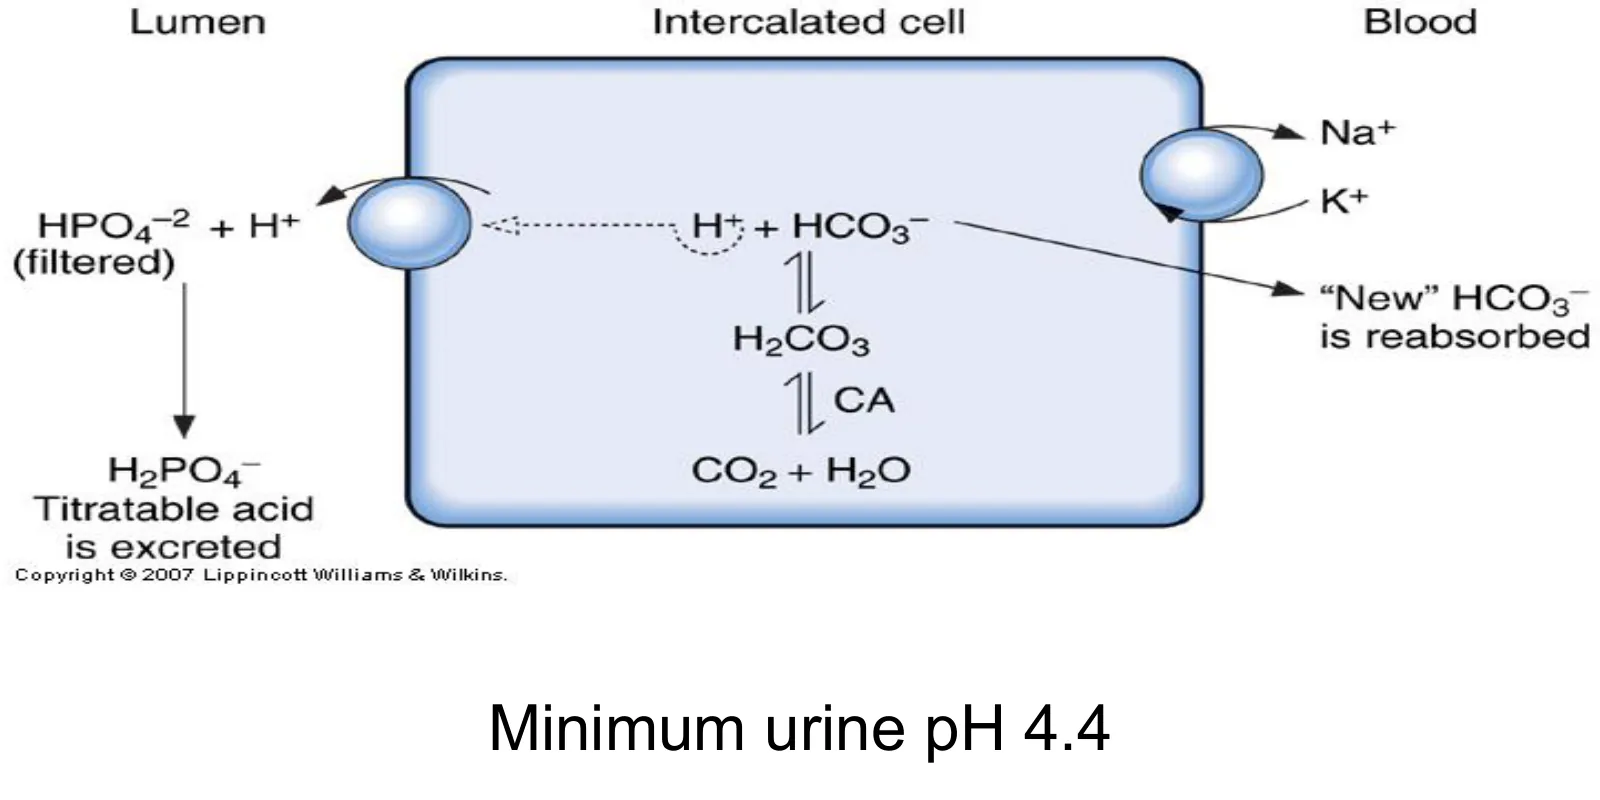 Lumen
Intercalated cell
Blood
Na⁺
K⁺
HPO₄⁻² + H⁺
(filtered)
H⁺ + HCO₃⁻
“New” HCO₃⁻
is reabsorbed
H₂CO₃
CA
CO₂ + H₂O
H₂PO₄⁻
Titratable acid
is excreted
Copyright © 2007 Lippincott Williams & Wilkins.
Minimum urine pH 4.4